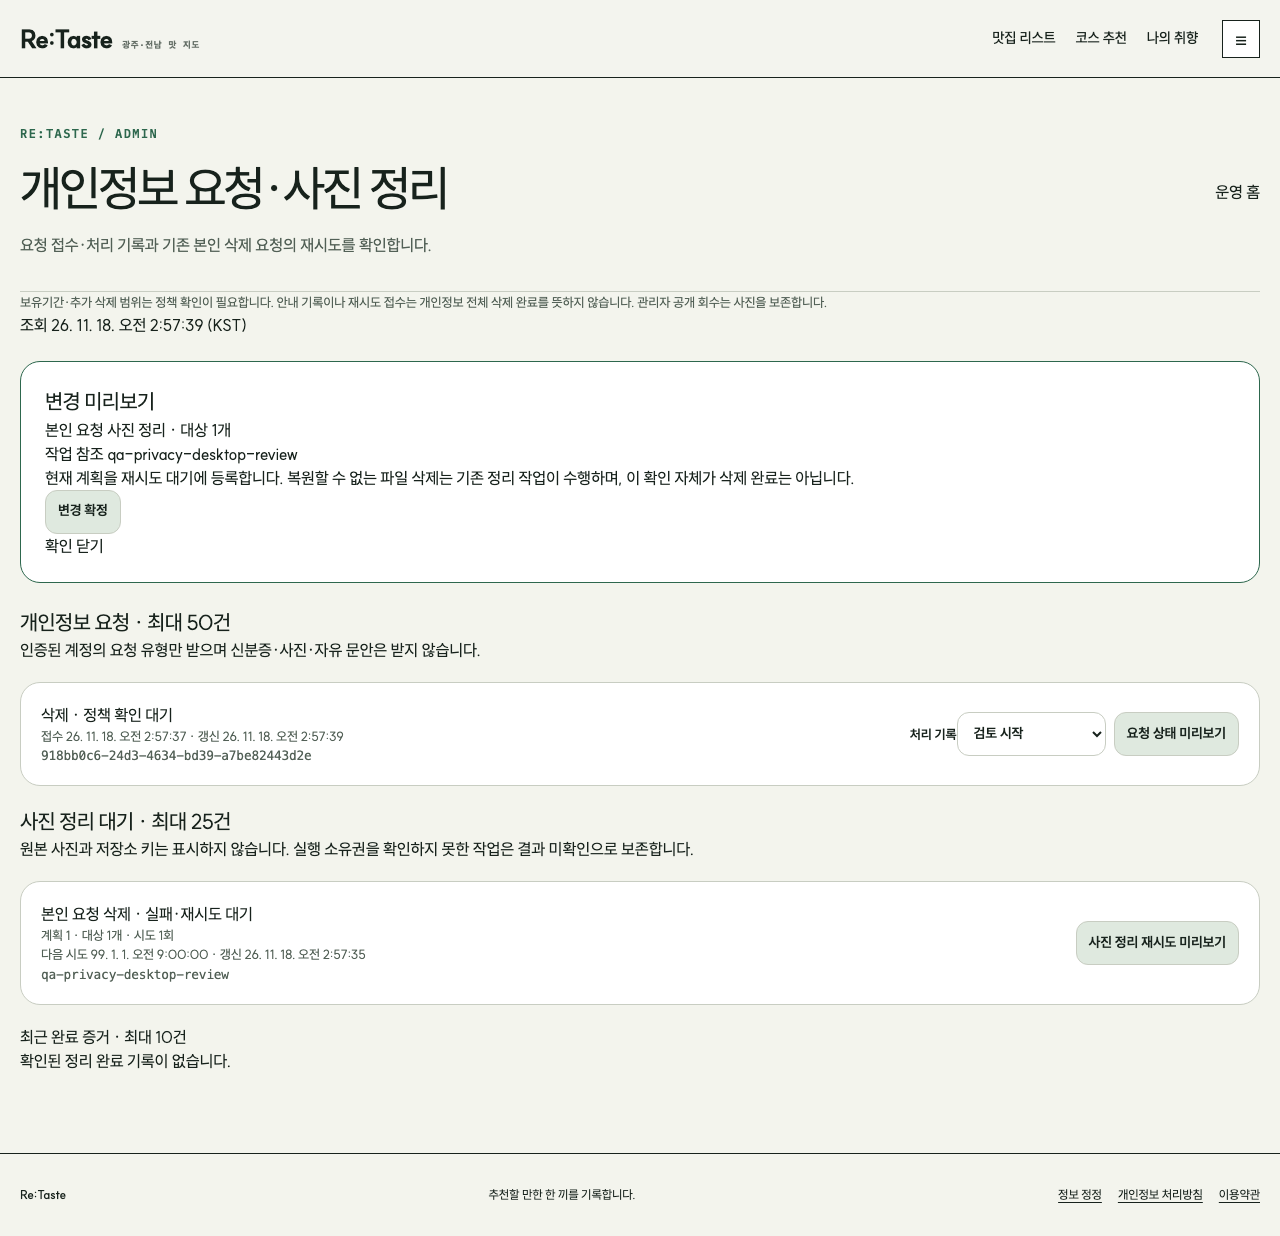 Re:Taste 광주·전남 맛 지도
맛집 리스트 코스 추천 나의 취향
RE:TASTE / ADMIN
개인정보 요청·사진 정리
운영 홈
요청 접수·처리 기록과 기존 본인 삭제 요청의 재시도를 확인합니다.
보유기간·추가 삭제 범위는 정책 확인이 필요합니다. 안내 기록이나 재시도 접수는 개인정보 전체 삭제 완료를 뜻하지 않습니다. 관리자 공개 회수는 사진을 보존합니다.
조회 26. 11. 18. 오전 2:57:39 (KST)
변경 미리보기
본인 요청 사진 정리 · 대상 1개
작업 참조 qa-privacy-desktop-review
현재 계획을 재시도 대기에 등록합니다. 복원할 수 없는 파일 삭제는 기존 정리 작업이 수행하며, 이 확인 자체가 삭제 완료는 아닙니다.
변경 확정
확인 닫기
개인정보 요청 · 최대 50건
인증된 계정의 요청 유형만 받으며 신분증·사진·자유 문안은 받지 않습니다.
삭제 · 정책 확인 대기
접수 26. 11. 18. 오전 2:57:37 · 갱신 26. 11. 18. 오전 2:57:39
918bb0c6-24d3-4634-bd39-a7be82443d2e
처리 기록 검토 시작 요청 상태 미리보기
사진 정리 대기 · 최대 25건
원본 사진과 저장소 키는 표시하지 않습니다. 실행 소유권을 확인하지 못한 작업은 결과 미확인으로 보존합니다.
본인 요청 삭제 · 실패·재시도 대기
계획 1 · 대상 1개 · 시도 1회
다음 시도 99. 1. 1. 오전 9:00:00 · 갱신 26. 11. 18. 오전 2:57:35
qa-privacy-desktop-review
사진 정리 재시도 미리보기
최근 완료 증거 · 최대 10건
확인된 정리 완료 기록이 없습니다.
Re:Taste
추천할 만한 한 끼를 기록합니다.
정보 정정 개인정보 처리방침 이용약관